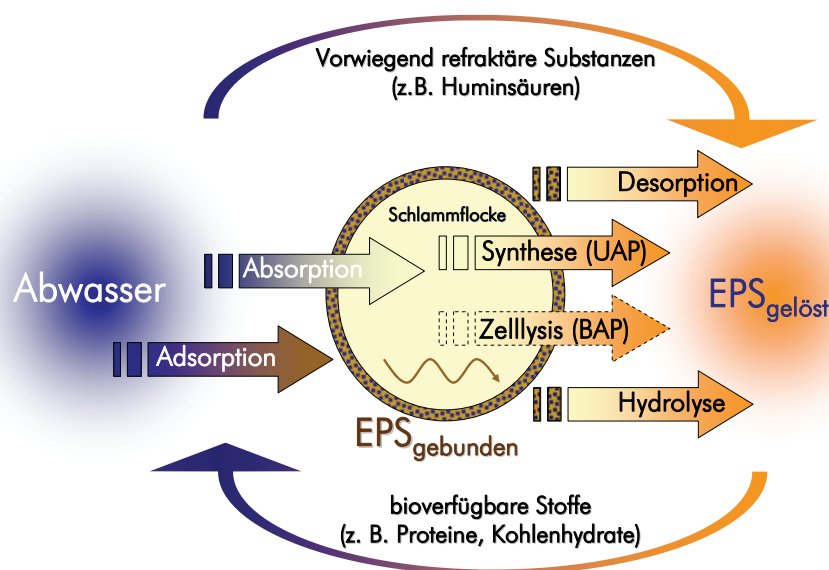 Vorwiegend refraktäre Substanzen
(z.B. Huminsäuren)
Desorption
Schlammflocke
Synthese (UAP)
Absorption
Abwasser
EPSgelöst
Zelllysis (BAP)
Adsorption
Hydrolyse
EPSgebunden
bioverfügbare Stoffe
(z. B. Proteine, Kohlenhydrate)